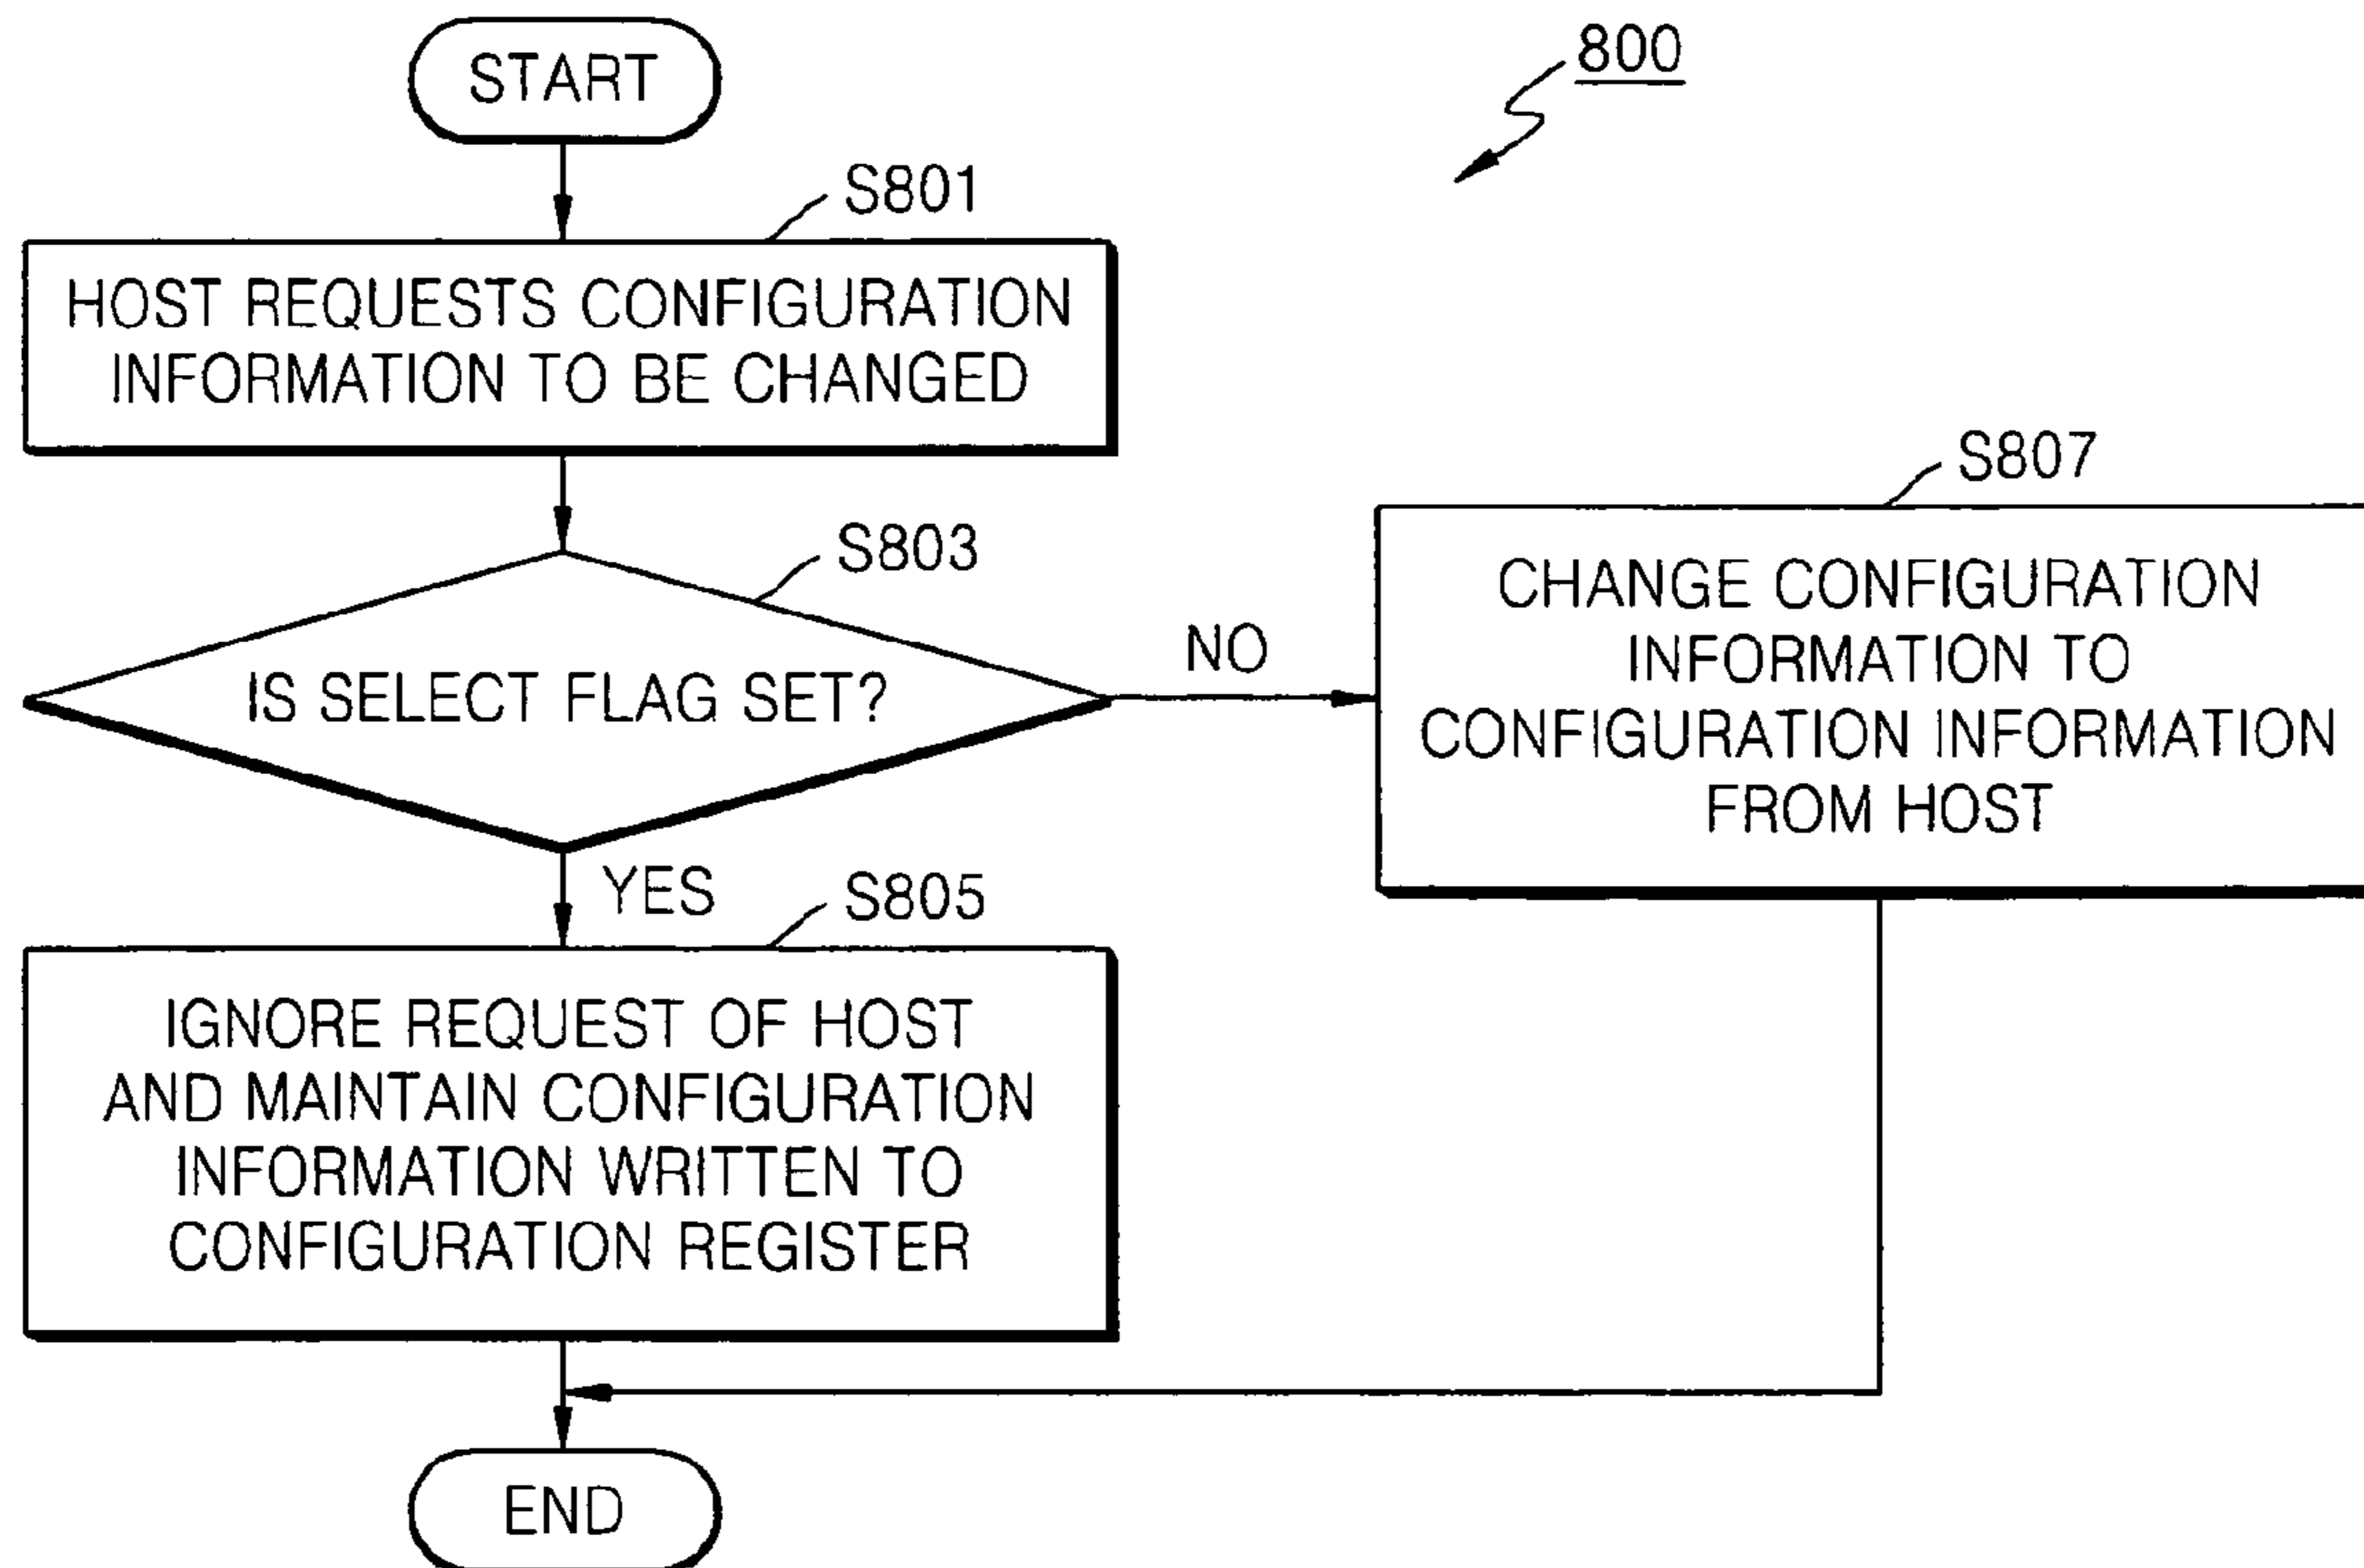 START
800
S801
HOST REQUESTS CONFIGURATION
INFORMATION TO BE CHANGED
S803
IS SELECT FLAG SET?
NO
S807
CHANGE CONFIGURATION
INFORMATION TO
CONFIGURATION INFORMATION
FROM HOST
YES
S805
IGNORE REQUEST OF HOST
AND MAINTAIN CONFIGURATION
INFORMATION WRITTEN TO
CONFIGURATION REGISTER
END